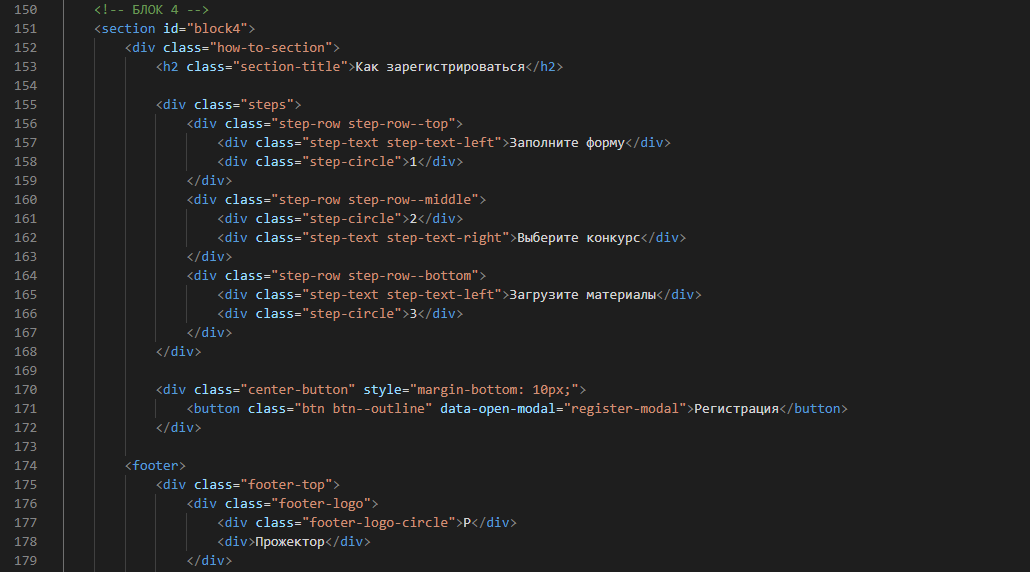 150 <!-- БЛОК 4 -->
151 <section id="block4">
152 <div class="how-to-section">
153 <h2 class="section-title">Как зарегистрироваться</h2>
154
155 <div class="steps">
156 <div class="step-row step-row--top">
157 <div class="step-text step-text-left">Заполните форму</div>
158 <div class="step-circle">1</div>
159 </div>
160 <div class="step-row step-row--middle">
161 <div class="step-circle">2</div>
162 <div class="step-text step-text-right">Выберите конкурс</div>
163 </div>
164 <div class="step-row step-row--bottom">
165 <div class="step-text step-text-left">Загрузите материалы</div>
166 <div class="step-circle">3</div>
167 </div>
168 </div>
169
170 <div class="center-button" style="margin-bottom: 10px;">
171 <button class="btn btn--outline" data-open-modal="register-modal">Регистрация</button>
172 </div>
173
174 <footer>
175 <div class="footer-top">
176 <div class="footer-logo">
177 <div class="footer-logo-circle">P</div>
178 <div>Прожектор</div>
179 </div>